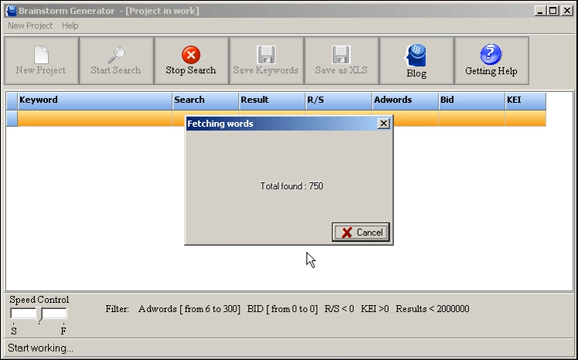 Brainstorm Generator - [Project in work]
New Project Help
New Project Start Search Stop Search Save Keywords Save as XLS Blog Getting Help
Keyword Search Result R/S Adwords Bid KEI
Fetching words
Total found : 750
Cancel
Speed Control
Filter: Adwords [ from 6 to 300] BID [ from 0 to 0] R/S < 0 KEI >0 Results < 2000000
S F
Start working...